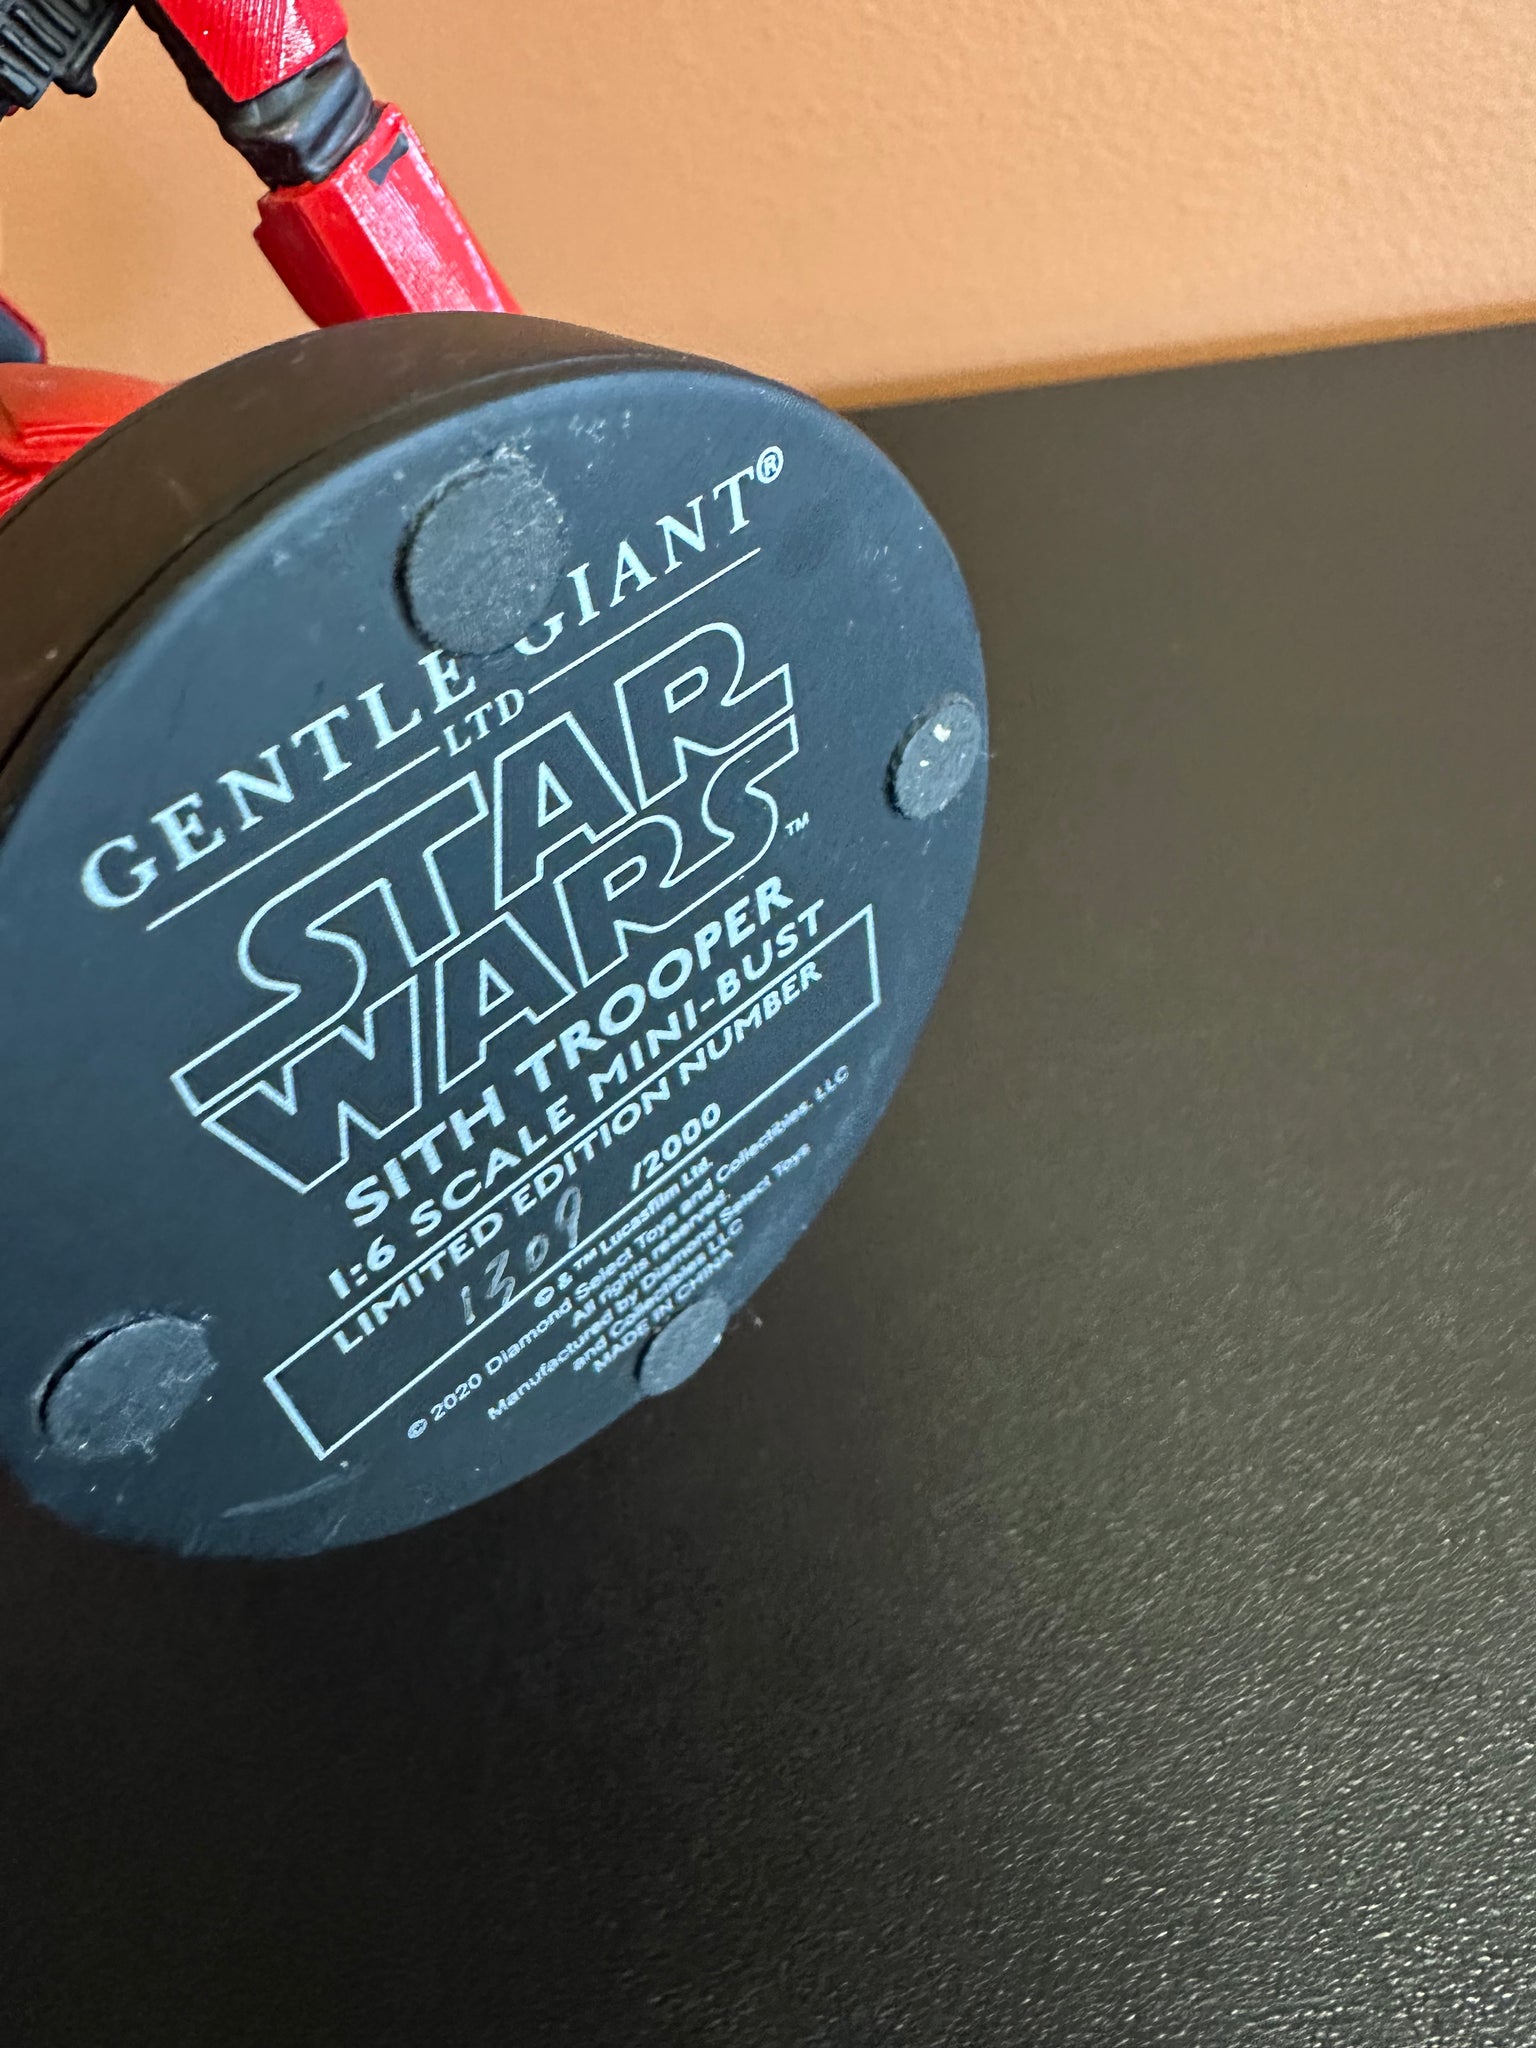 GENTLE GIANT®
LTD
STAR
WARS™
SITH TROOPER
1:6 SCALE MINI-BUST
LIMITED EDITION NUMBER
1309 /2000
© & ™ Lucasfilm Ltd.
© 2020 Diamond Select Toys and Collectibles, LLC
All rights reserved.
Manufactured by Diamond Select Toys
and Collectibles LLC
MADE IN CHINA